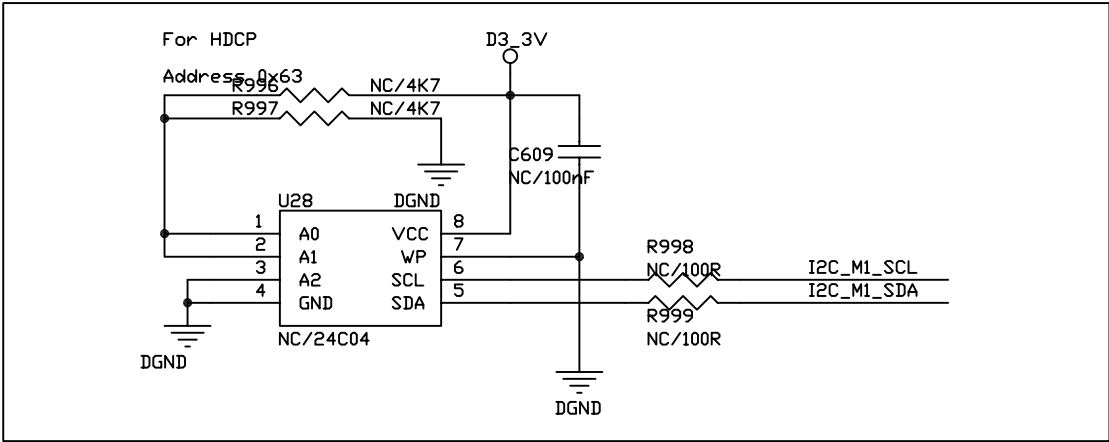 For HDCP
D3_3V
Address 0x63
R996
NC/4K7
R997
NC/4K7
C609
NC/100nF
U28
DGND
1
A0
VCC
8
2
A1
WP
7
3
A2
SCL
6
4
GND
SDA
5
NC/24C04
DGND
R998
NC/100R
I2C_M1_SCL
I2C_M1_SDA
R999
NC/100R
DGND